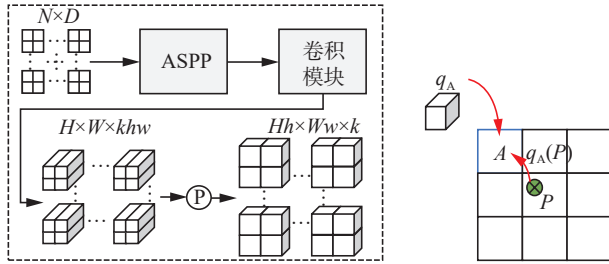 N×D
ASPP
卷积
模块
H×W×khw
Hh×Ww×k
P
q_A
A
q_A(P)
P